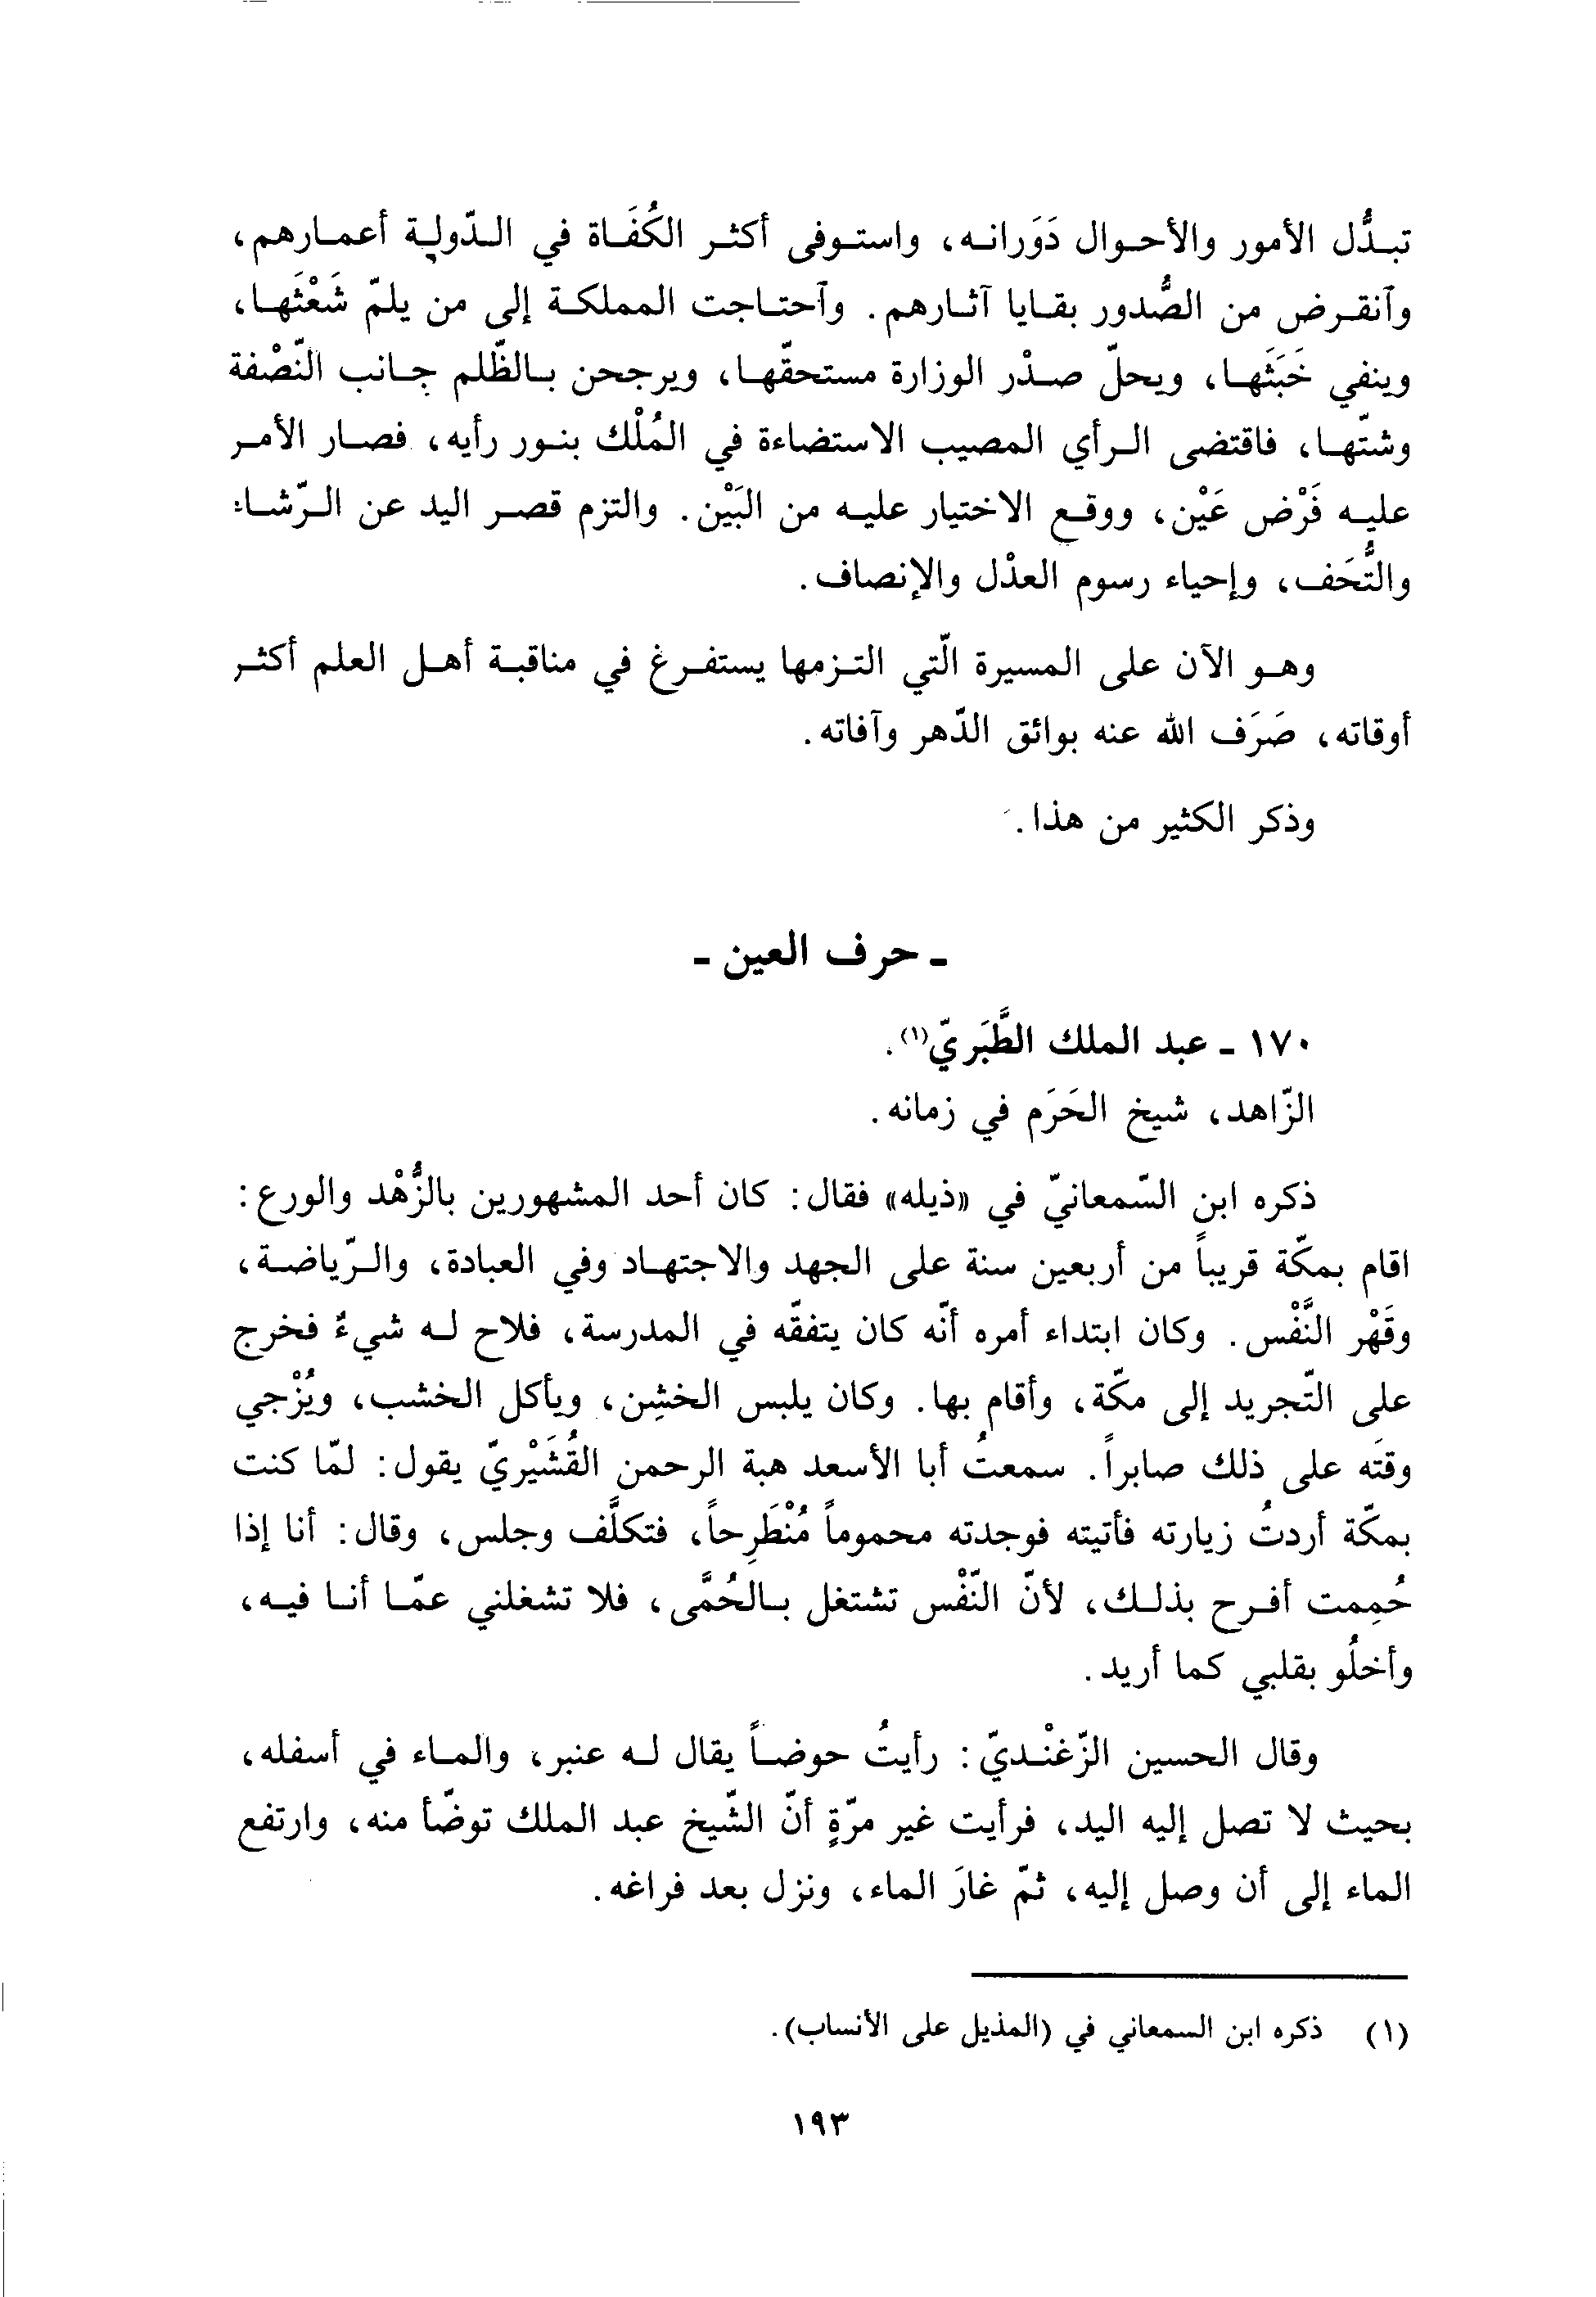 تبدُّل الأمور والأحوال دَوَرانه، واستوفى أكثر الكُفَاة في الدّولة أعمارهم،
وآنقرض من الصُّدور بقايا آثارهم. وآحتاجت المملكة إلى من يلمّ شَعْثَها،
وينفي خَبَثَها، ويحلّ صدْر الوزارة مستحقّها، ويرجحن بالظّلم جانب النّصْفة
وشتّها، فاقتضى الرأي المصيب الاستضاءة في المُلْك بنور رأيه، فصار الأمر
عليه فَرْض عَيْن، ووقع الاختيار عليه من البَيْن. والتزم قصر اليد عن الرّشاء
والتُّحَف، وإحياء رسوم العدْل والإنصاف.
وهو الآن على المسيرة الّتي التزمها يستفرغ في مناقبة أهل العلم أكثر
أوقاته، صَرَف الله عنه بوائق الدّهر وآفاته.
وذكر الكثير من هذا.
ـ حرف العين ـ
١٧٠ ـ عبد الملك الطَّبَريّ(١).
الزّاهد، شيخ الحَرَم في زمانه.
ذكره ابن السّمعانيّ في «ذيله» فقال: كان أحد المشهورين بالزُّهْد والورع:
اقام بمكّة قريباً من أربعين سنة على الجهد والاجتهاد وفي العبادة، والرّياضة،
وقَهْر النَّفْس. وكان ابتداء أمره أنّه كان يتفقّه في المدرسة، فلاح له شيءٌ فخرج
على التّجريد إلى مكّة، وأقام بها. وكان يلبس الخشِن، ويأكل الخشب، ويُزْجي
وقتَه على ذلك صابراً. سمعتُ أبا الأسعد هبة الرحمن القُشَيْريّ يقول: لمّا كنت
بمكّة أردتُ زيارته فأتيته فوجدته محموماً مُنْطَرِحاً، فتكلَّف وجلس، وقال: أنا إذا
حُمِمت أفرح بذلك، لأنّ النّفْس تشتغل بالحُمَّى، فلا تشغلني عمّا أنا فيه،
وأخلُو بقلبي كما أريد.
وقال الحسين الزّغنْديّ: رأيتُ حوضاً يقال له عنبر، والماء في أسفله،
بحيث لا تصل إليه اليد، فرأيت غير مرّةٍ أنّ الشّيخ عبد الملك توضّأ منه، وارتفع
الماء إلى أن وصل إليه، ثمّ غارَ الماء، ونزل بعد فراغه.
(١) ذكره ابن السمعاني في (المذيل على الأنساب).
١٩٣